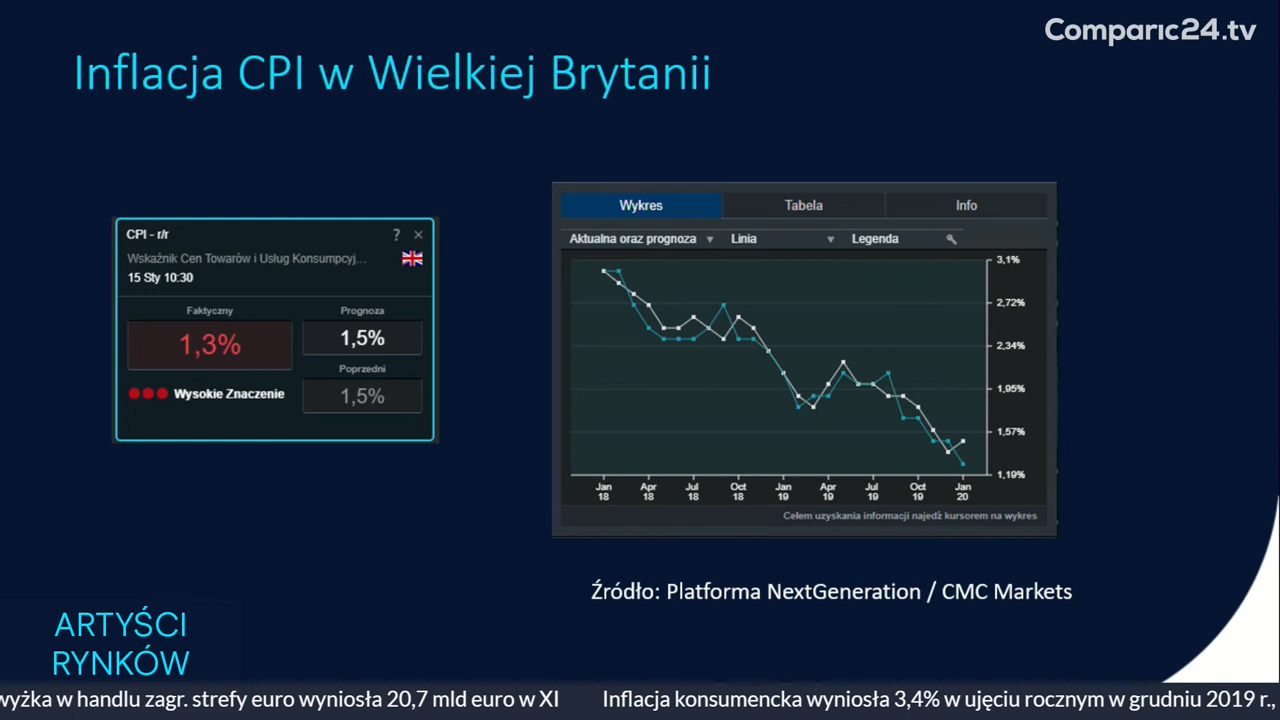 Comparic24.tv
Inflacja CPI w Wielkiej Brytanii
CPI - r/r
?
×
Wskaźnik Cen Towarów i Usług Konsumpcyj...
15 Sty 10:30
Faktyczny
1,3%
Prognoza
1,5%
Poprzedni
1,5%
Wysokie Znaczenie
Wykres
Tabela
Info
Aktualna oraz prognoza
Linia
Legenda
3,1%
2,72%
2,34%
1,95%
1,57%
1,19%
Jan 18
Apr 18
Jul 18
Oct 18
Jan 19
Apr 19
Jul 19
Oct 19
Jan 20
Celem uzyskania informacji najedź kursorem na wykres
Źródło: Platforma NextGeneration / CMC Markets
ARTYŚCI
RYNKÓW
wyżka w handlu zagr. strefy euro wyniosła 20,7 mld euro w XI
Inflacja konsumencka wyniosła 3,4% w ujęciu rocznym w grudniu 2019 r.,